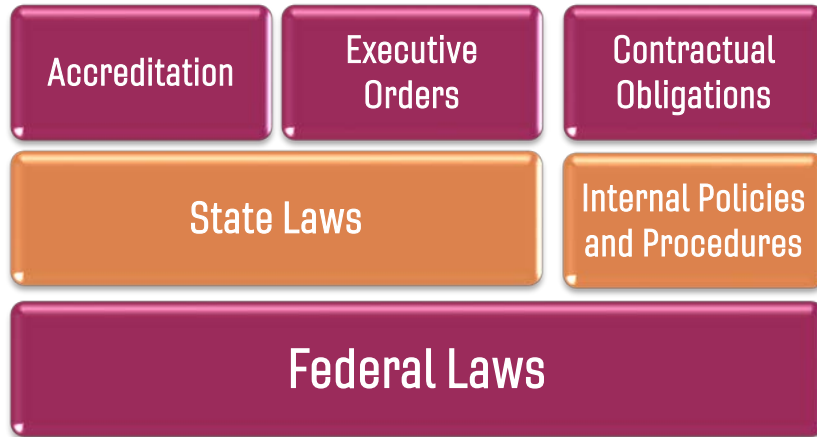 Accreditation
Executive
Orders
Contractual
Obligations
State Laws
Internal Policies
and Procedures
Federal Laws